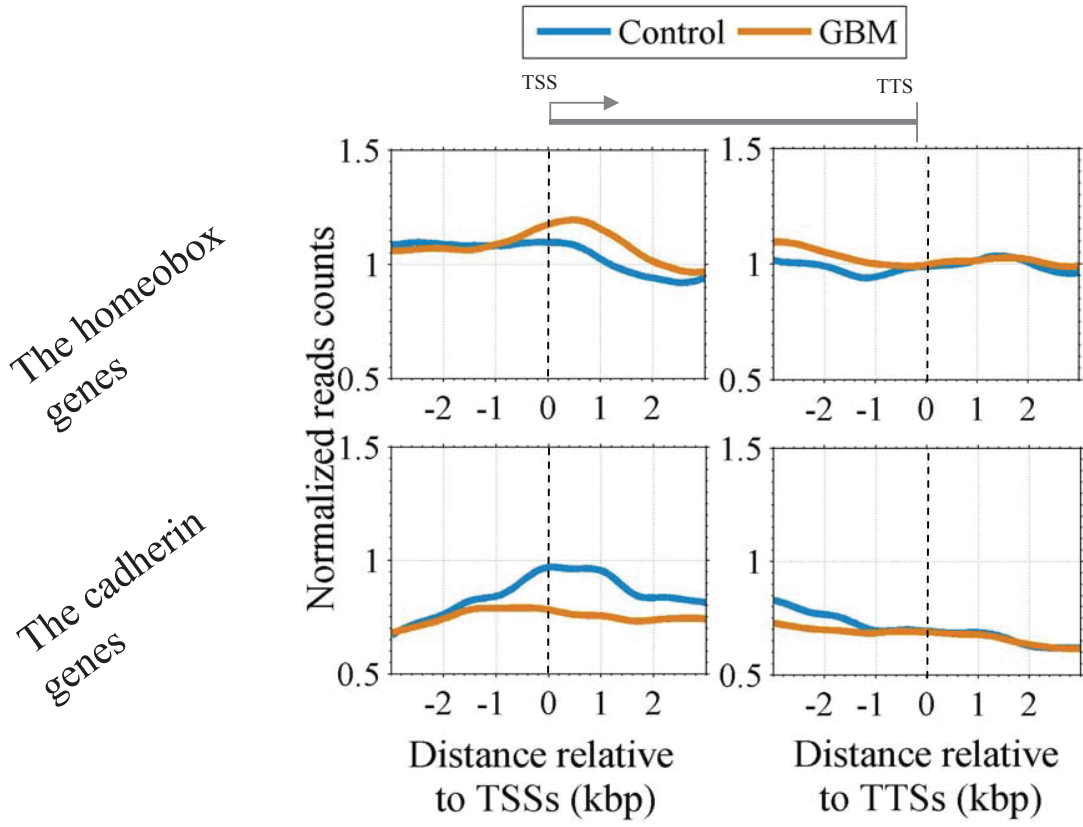 Control GBM
TSS
TTS
The homeobox
genes
Normalized reads counts
1.5
1
0.5
-2 -1 0 1 2
1.5
1
0.5
-2 -1 0 1 2
The cadherin
genes
1.5
1
0.5
-2 -1 0 1 2
1.5
1
0.5
-2 -1 0 1 2
Distance relative
to TSSs (kbp)
Distance relative
to TTSs (kbp)